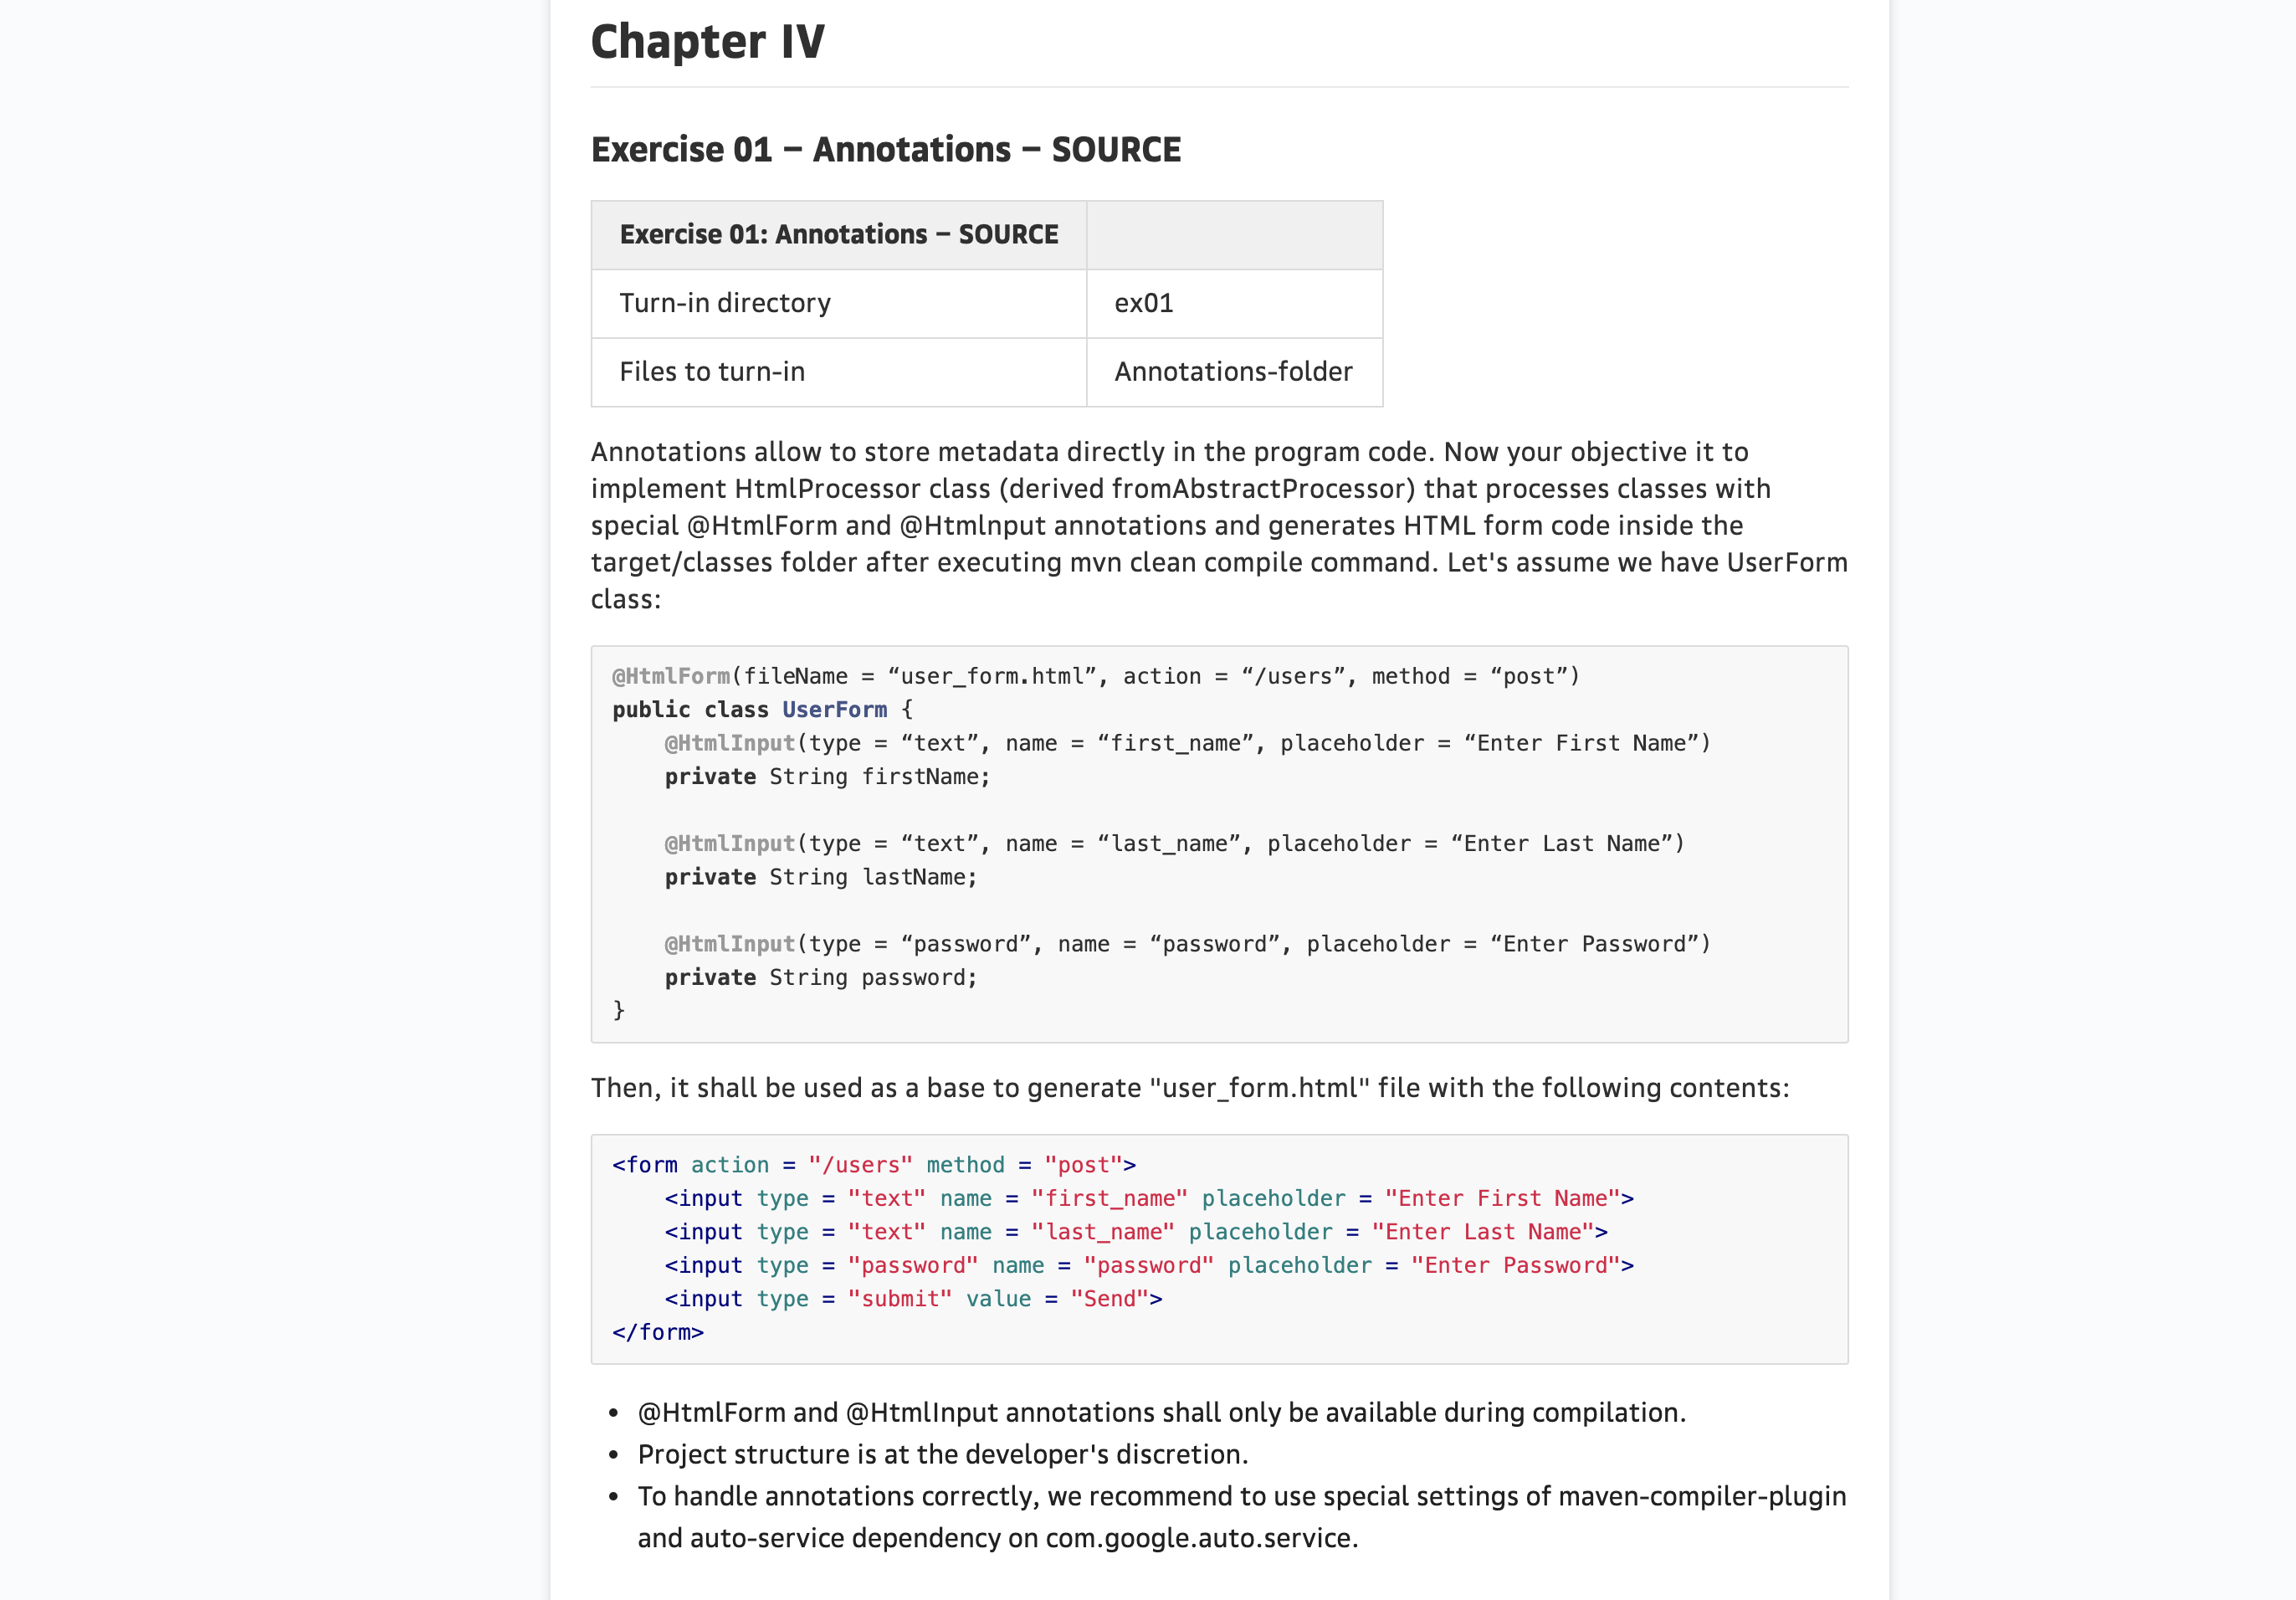 Chapter IV
Exercise 01 – Annotations – SOURCE
Exercise 01: Annotations – SOURCE
Turn-in directory ex01
Files to turn-in Annotations-folder
Annotations allow to store metadata directly in the program code. Now your objective it to
implement HtmlProcessor class (derived fromAbstractProcessor) that processes classes with
special @HtmlForm and @Htmlnput annotations and generates HTML form code inside the
target/classes folder after executing mvn clean compile command. Let's assume we have UserForm
class:
@HtmlForm(fileName = “user_form.html”, action = “/users”, method = “post”)
public class UserForm {
    @HtmlInput(type = “text”, name = “first_name”, placeholder = “Enter First Name”)
    private String firstName;
    @HtmlInput(type = “text”, name = “last_name”, placeholder = “Enter Last Name”)
    private String lastName;
    @HtmlInput(type = “password”, name = “password”, placeholder = “Enter Password”)
    private String password;
}
Then, it shall be used as a base to generate "user_form.html" file with the following contents:
<form action = "/users" method = "post">
    <input type = "text" name = "first_name" placeholder = "Enter First Name">
    <input type = "text" name = "last_name" placeholder = "Enter Last Name">
    <input type = "password" name = "password" placeholder = "Enter Password">
    <input type = "submit" value = "Send">
</form>
• @HtmlForm and @HtmlInput annotations shall only be available during compilation.
• Project structure is at the developer's discretion.
• To handle annotations correctly, we recommend to use special settings of maven-compiler-plugin
and auto-service dependency on com.google.auto.service.